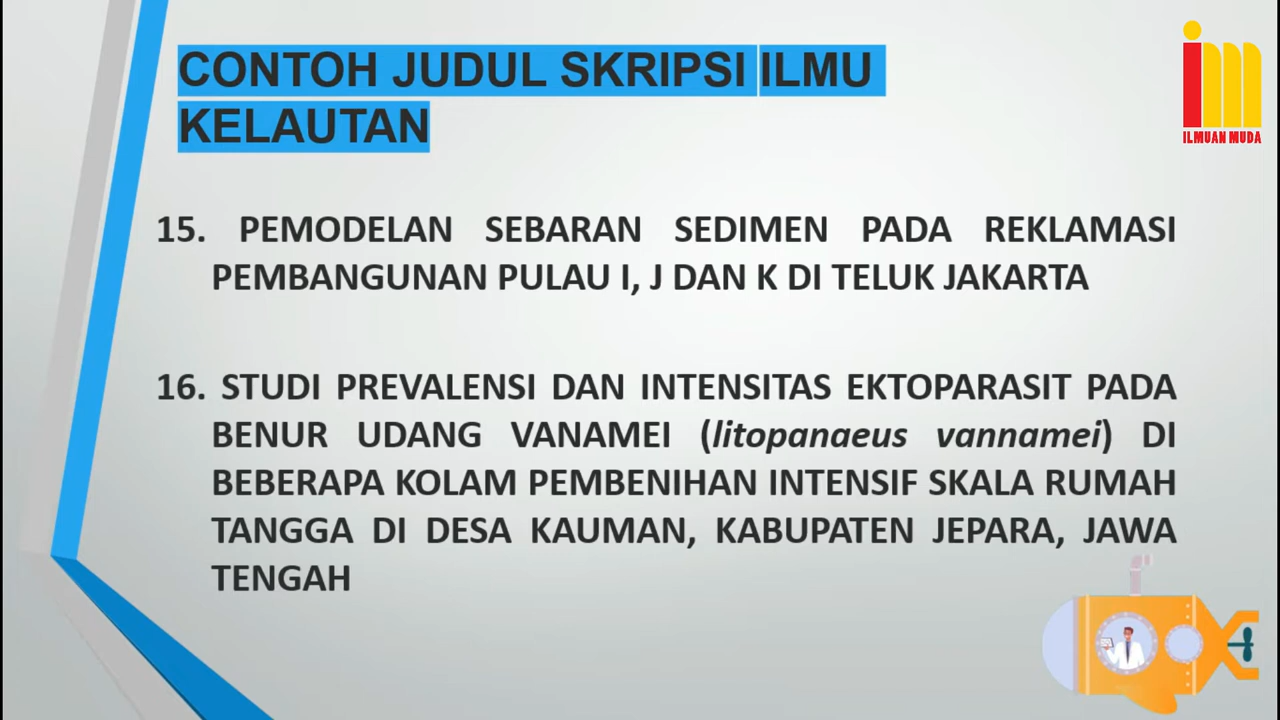 CONTOH JUDUL SKRIPSI ILMU
KELAUTAN
ILMUAN MUDA
15. PEMODELAN SEBARAN SEDIMEN PADA REKLAMASI
PEMBANGUNAN PULAU I, J DAN K DI TELUK JAKARTA
16. STUDI PREVALENSI DAN INTENSITAS EKTOPARASIT PADA
BENUR UDANG VANAMEI (litopanaeus vannamei) DI
BEBERAPA KOLAM PEMBENIHAN INTENSIF SKALA RUMAH
TANGGA DI DESA KAUMAN, KABUPATEN JEPARA, JAWA
TENGAH